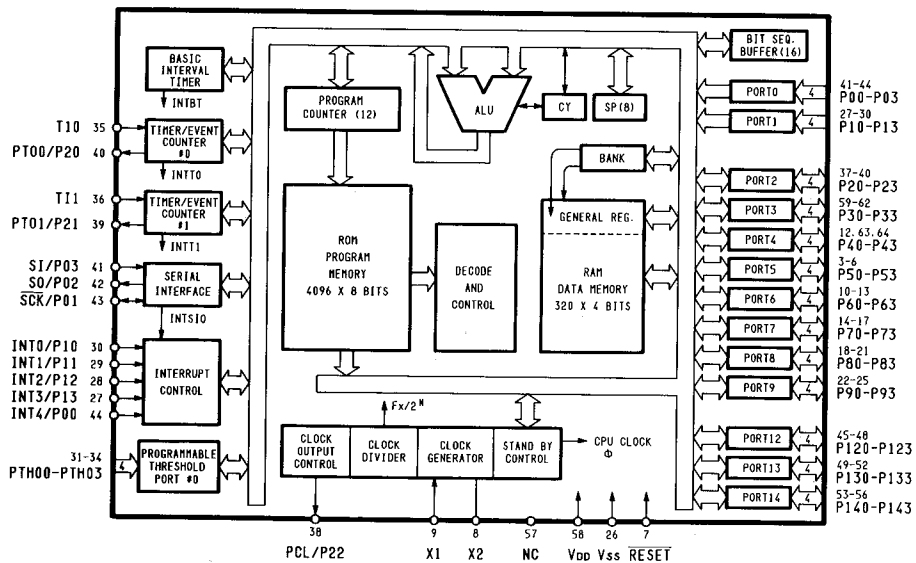 BASIC
INTERVAL
TIMER
INTBT
T10 35
PTO0/P20 40
TIMER/EVENT
COUNTER
#0
INTT0
TI1 36
PTO1/P21 39
TIMER/EVENT
COUNTER
#1
INTT1
SI/P03 41
SO/P02 42
SCK/P01 43
SERIAL
INTERFACE
INTSIO
INT0/P10 30
INT1/P11 29
INT2/P12 28
INT3/P13 27
INT4/P00 44
INTERRUPT
CONTROL
31-34
PTH00-PTH03 4
PROGRAMMABLE
THRESHOLD
PORT #0
PROGRAM
COUNTER (12)
ALU
CY
SP(8)
BANK
ROM
PROGRAM
MEMORY
4096 X 8 BITS
DECODE
AND
CONTROL
GENERAL REG.
RAM
DATA MEMORY
320 X 4 BITS
Fx/2ᴺ
CLOCK
OUTPUT
CONTROL
CLOCK
DIVIDER
CLOCK
GENERATOR
STAND BY
CONTROL
CPU CLOCK
Φ
38 9 8 57 58 26 7
PCL/P22 X1 X2 NC VDD VSS RESET
BIT SEQ.
BUFFER(16)
PORT0 4 41-44
P00-P03
PORT1 4 27-30
P10-P13
PORT2 4 37-40
P20-P23
PORT3 4 59-62
P30-P33
PORT4 4 12.63.64
P40-P43
PORT5 4 3-6
P50-P53
PORT6 4 10-13
P60-P63
PORT7 4 14-17
P70-P73
PORT8 4 18-21
P80-P83
PORT9 4 22-25
P90-P93
PORT12 4 45-48
P120-P123
PORT13 4 49-52
P130-P133
PORT14 4 53-56
P140-P143